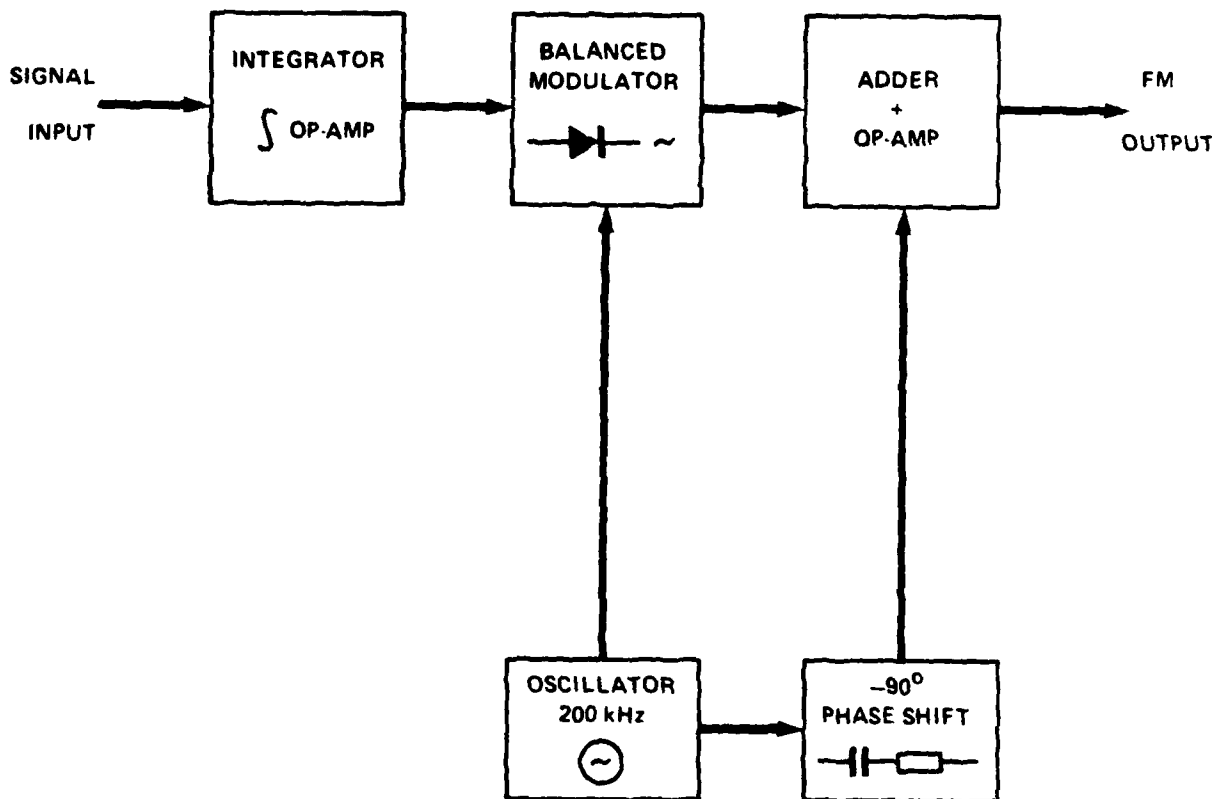 SIGNAL
INPUT
INTEGRATOR
∫ OP-AMP
BALANCED
MODULATOR
~
ADDER
+
OP-AMP
FM
OUTPUT
OSCILLATOR
200 kHz
~
–90°
PHASE SHIFT